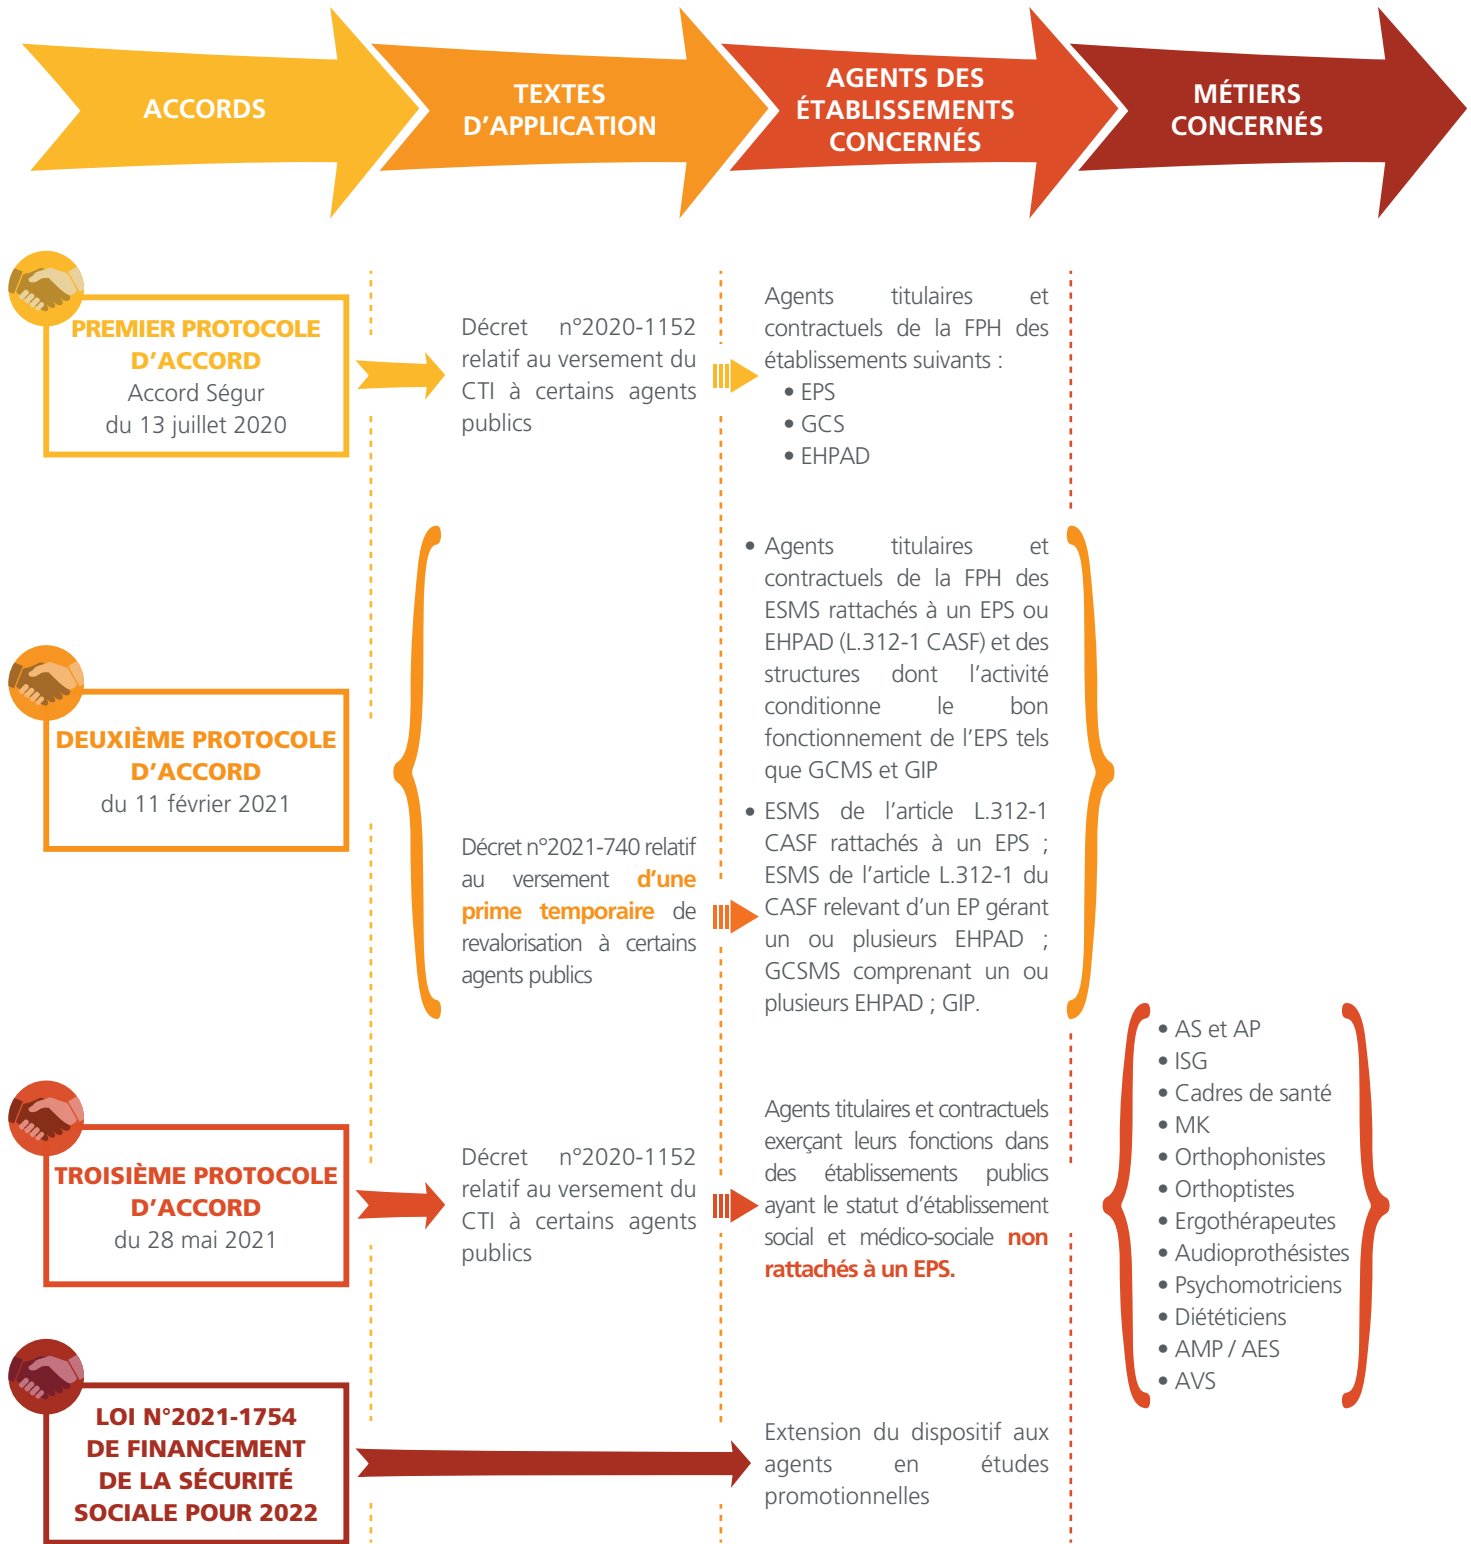 ACCORDS
TEXTES
D'APPLICATION
AGENTS DES
ÉTABLISSEMENTS
CONCERNÉS
MÉTIERS
CONCERNÉS
PREMIER PROTOCOLE
D'ACCORD
Accord Ségur
du 13 juillet 2020
Décret n°2020-1152
relatif au versement du
CTI à certains agents
publics
Agents titulaires et
contractuels de la FPH des
établissements suivants :
• EPS
• GCS
• EHPAD
DEUXIÈME PROTOCOLE
D'ACCORD
du 11 février 2021
Décret n°2021-740 relatif
au versement d'une
prime temporaire de
revalorisation à certains
agents publics
• Agents titulaires et
contractuels de la FPH des
ESMS rattachés à un EPS ou
EHPAD (L.312-1 CASF) et des
structures dont l'activité
conditionne le bon
fonctionnement de l'EPS tels
que GCMS et GIP
• ESMS de l'article L.312-1
CASF rattachés à un EPS ;
ESMS de l'article L.312-1 du
CASF relevant d'un EP gérant
un ou plusieurs EHPAD ;
GCSMS comprenant un ou
plusieurs EHPAD ; GIP.
TROISIÈME PROTOCOLE
D'ACCORD
du 28 mai 2021
Décret n°2020-1152
relatif au versement du
CTI à certains agents
publics
Agents titulaires et contractuels
exerçant leurs fonctions dans
des établissements publics
ayant le statut d'établissement
social et médico-sociale non
rattachés à un EPS.
• AS et AP
• ISG
• Cadres de santé
• MK
• Orthophonistes
• Orthoptistes
• Ergothérapeutes
• Audioprothésistes
• Psychomotriciens
• Diététiciens
• AMP / AES
• AVS
LOI N°2021-1754
DE FINANCEMENT
DE LA SÉCURITÉ
SOCIALE POUR 2022
Extension du dispositif aux
agents en études
promotionnelles